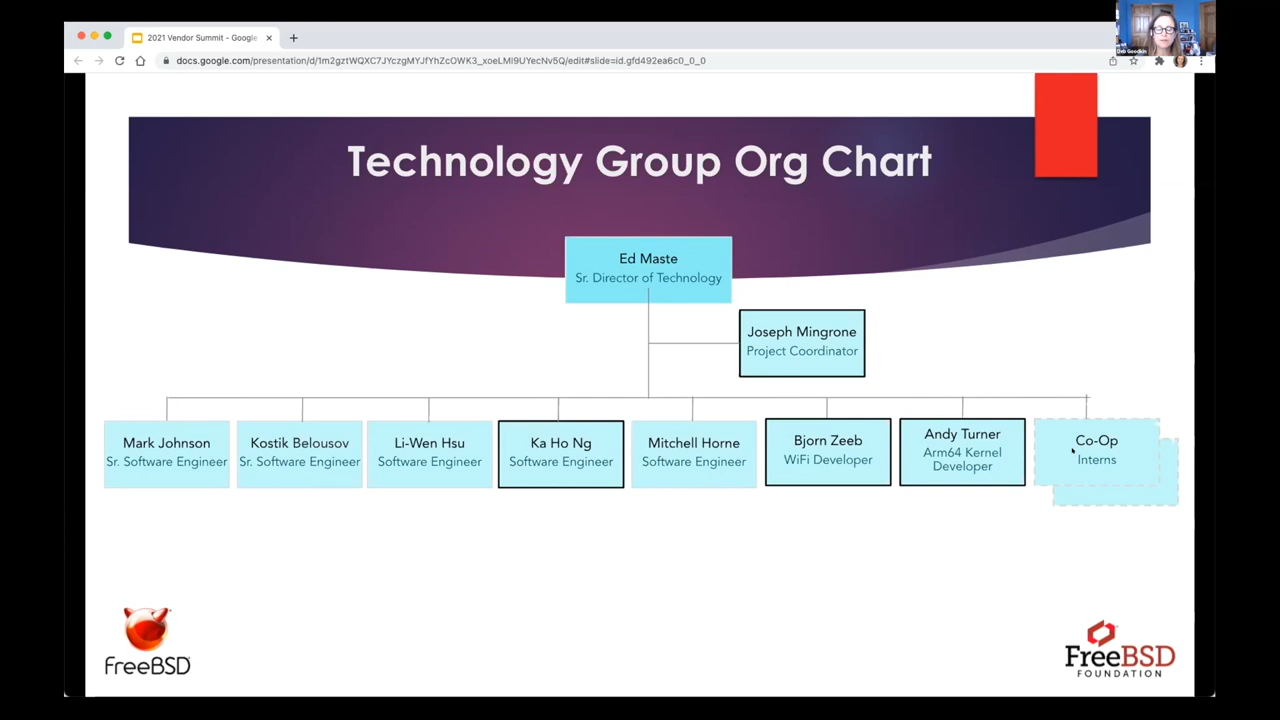 2021 Vendor Summit - Google
docs.google.com/presentation/d/1m2gztWQXC7JYczgMYJfYhZcOWK3_xoeLMI9UYecNv5Q/edit#slide=id.gfd492ea6c0_0_0
Deb Goodkin
Technology Group Org Chart
Ed Maste
Sr. Director of Technology
Joseph Mingrone
Project Coordinator
Mark Johnson
Sr. Software Engineer
Kostik Belousov
Sr. Software Engineer
Li-Wen Hsu
Software Engineer
Ka Ho Ng
Software Engineer
Mitchell Horne
Software Engineer
Bjorn Zeeb
WiFi Developer
Andy Turner
Arm64 Kernel
Developer
Co-Op
Interns
FreeBSD
FreeBSD
FOUNDATION